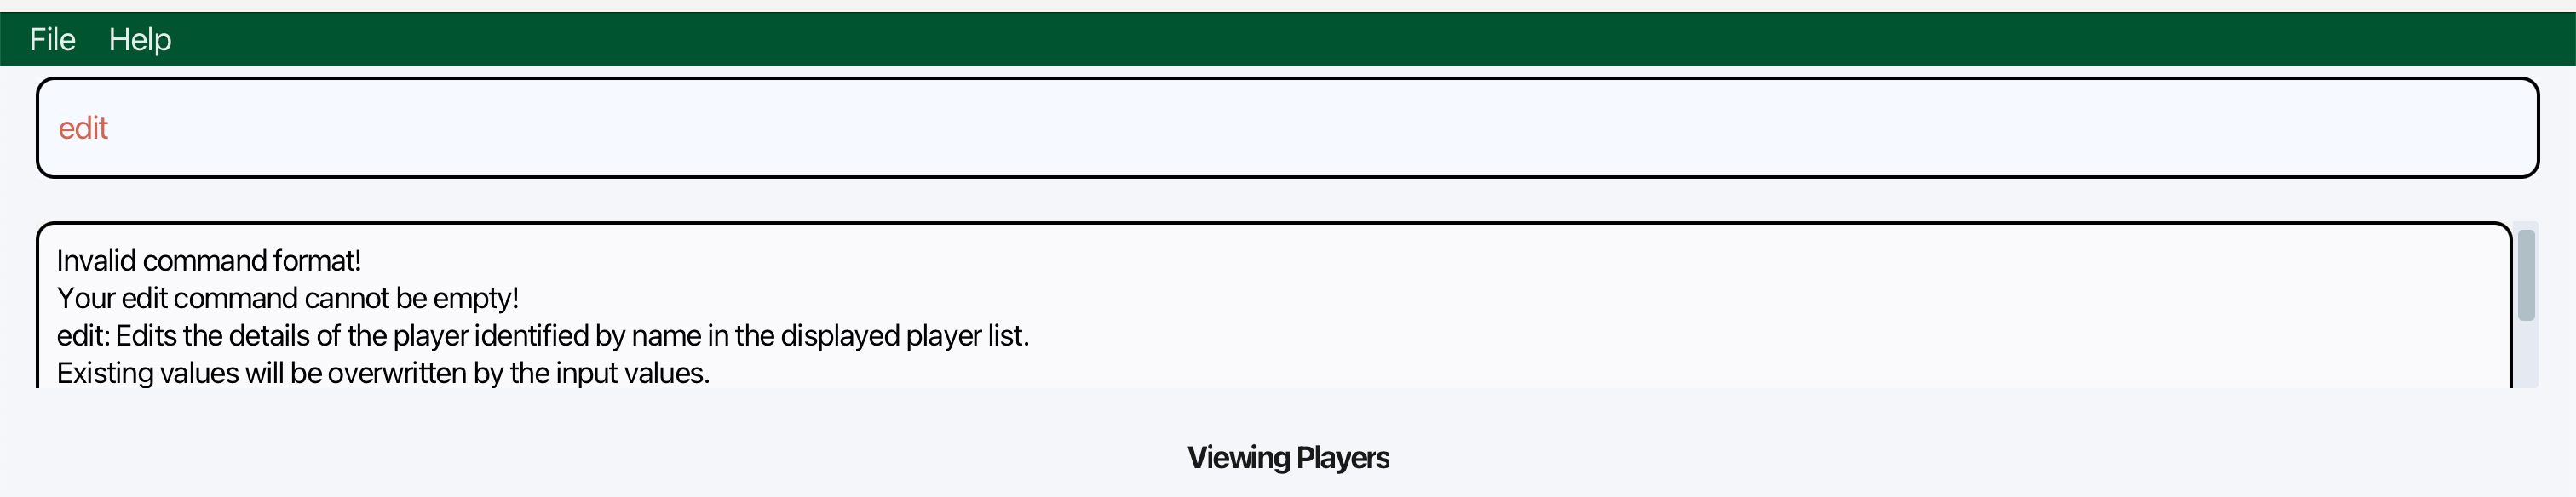 File Help
edit
Invalid command format!
Your edit command cannot be empty!
edit: Edits the details of the player identified by name in the displayed player list.
Existing values will be overwritten by the input values.
Viewing Players